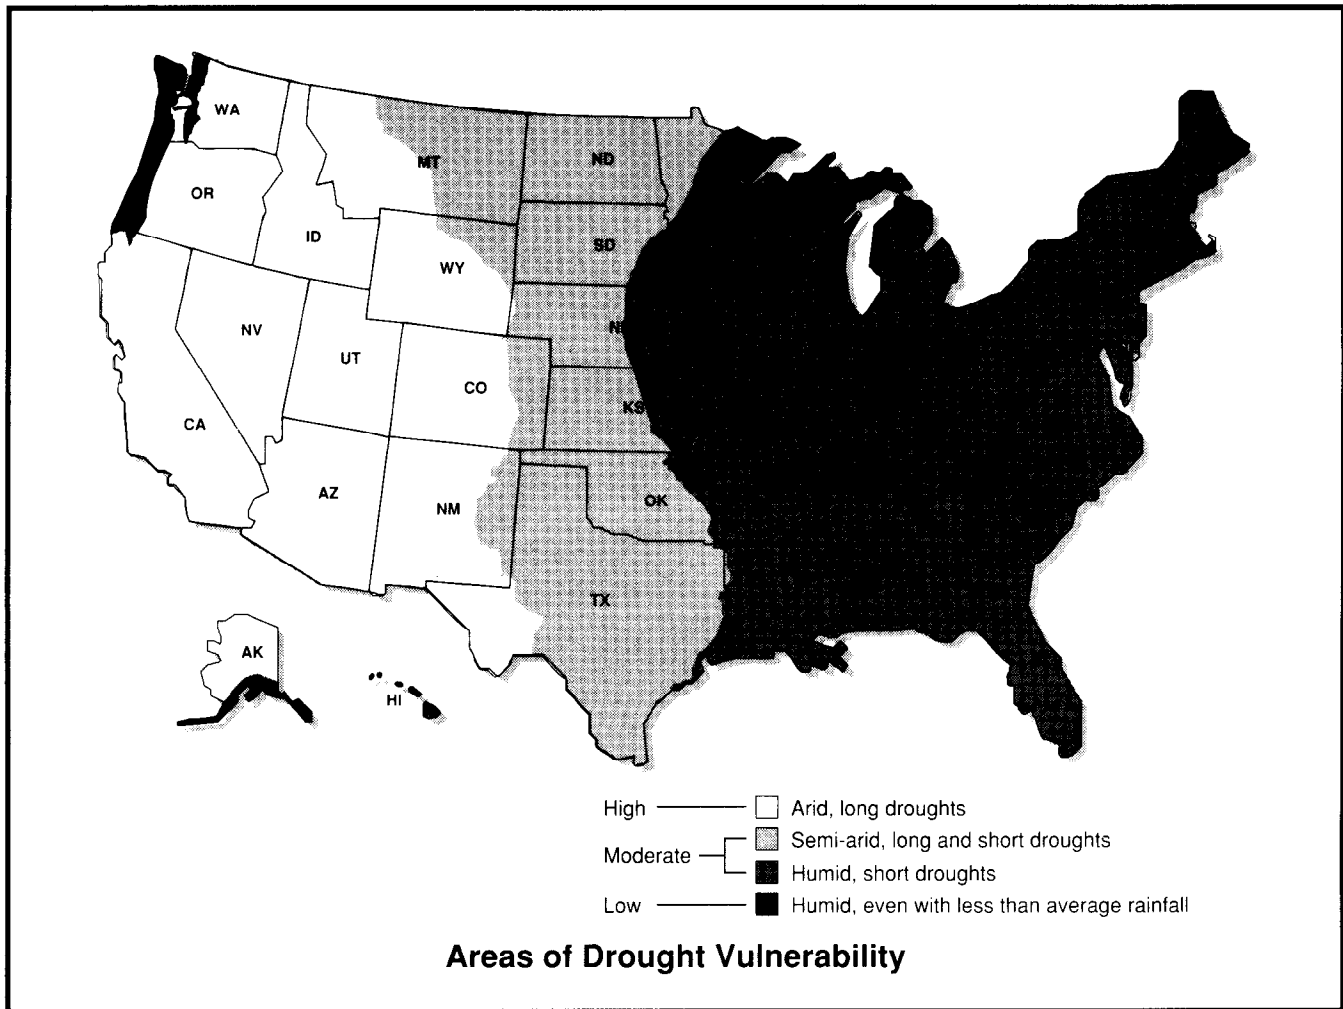 WA
MT
ND
OR
ID
SD
WY
NV
UT
CO
KS
CA
AZ
NM
OK
TX
AK
HI
High Arid, long droughts
Semi-arid, long and short droughts
Moderate
Humid, short droughts
Low Humid, even with less than average rainfall
Areas of Drought Vulnerability